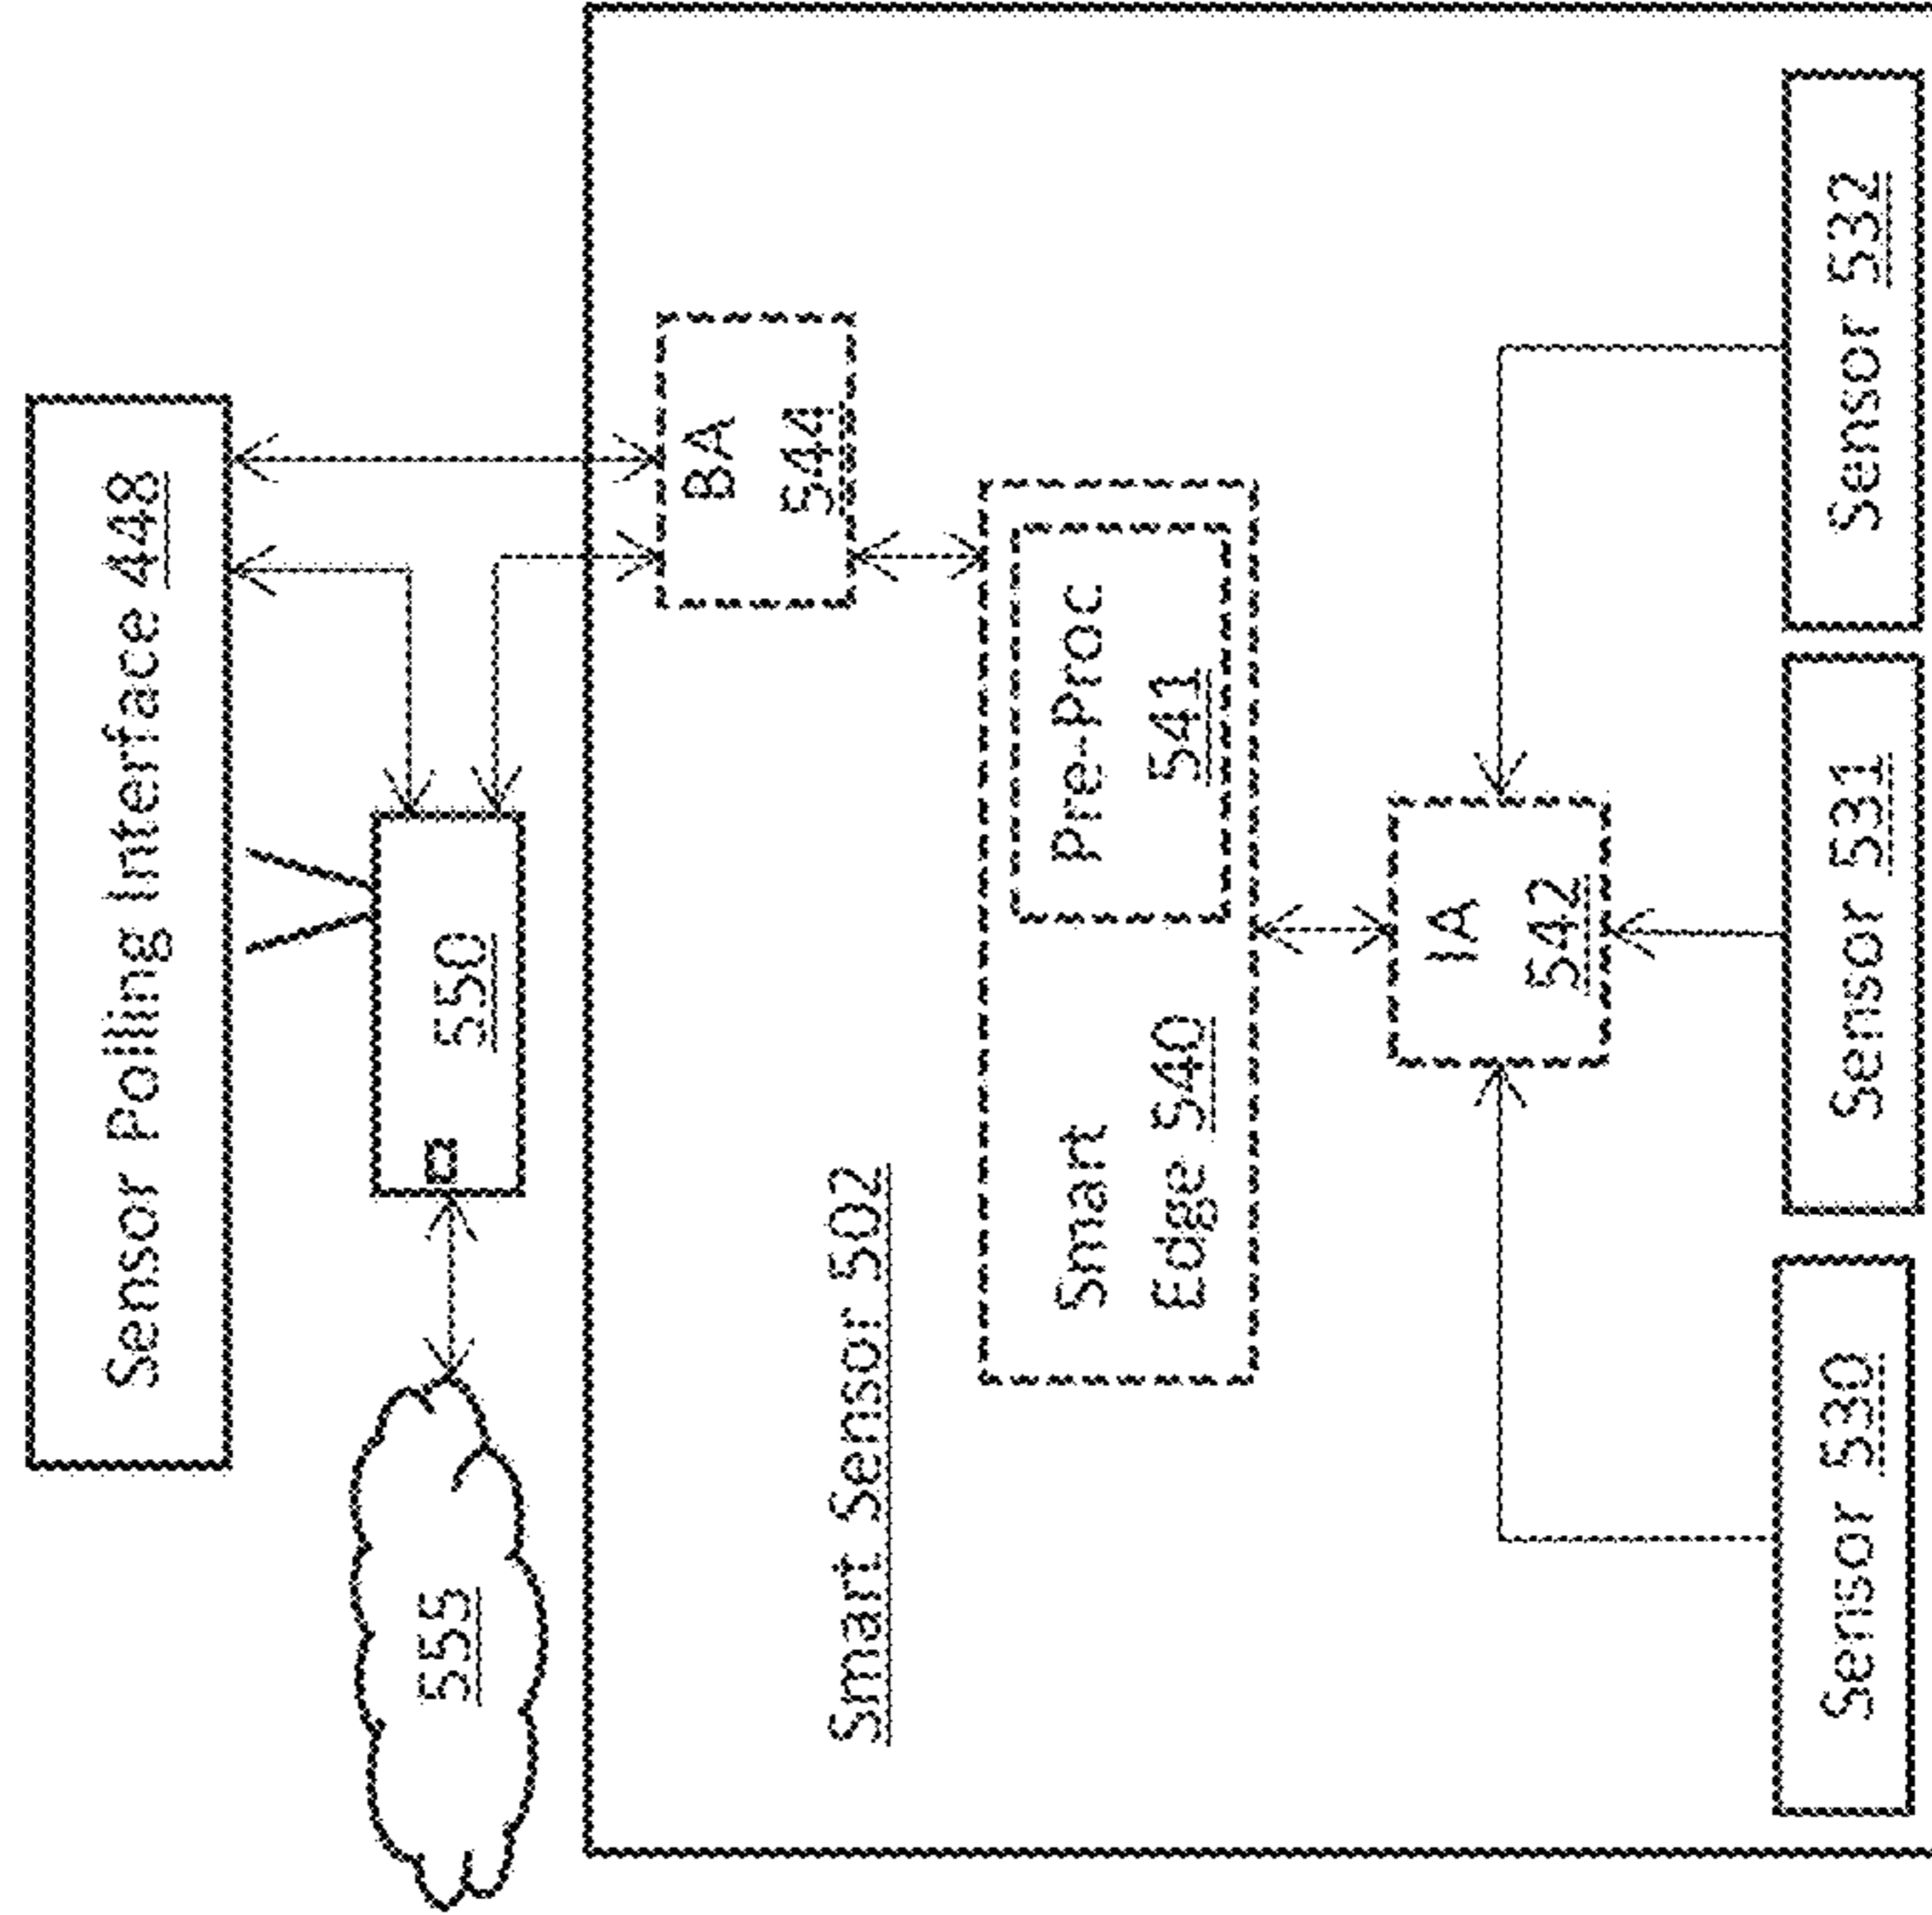 Sensor Polling Interface 448
555
550
BA
544
Smart Sensor 502
Smart
Edge 540
Pre-Proc
541
IA
542
Sensor 530
Sensor 531
Sensor 532